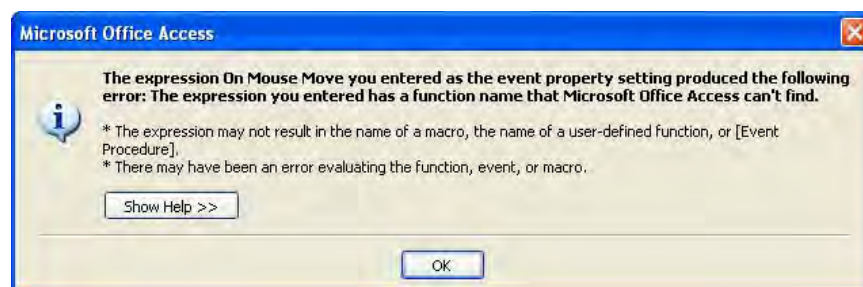 Microsoft Office Access
The expression On Mouse Move you entered as the event property setting produced the following
error: The expression you entered has a function name that Microsoft Office Access can't find.
* The expression may not result in the name of a macro, the name of a user-defined function, or [Event
Procedure].
* There may have been an error evaluating the function, event, or macro.
Show Help >>
OK